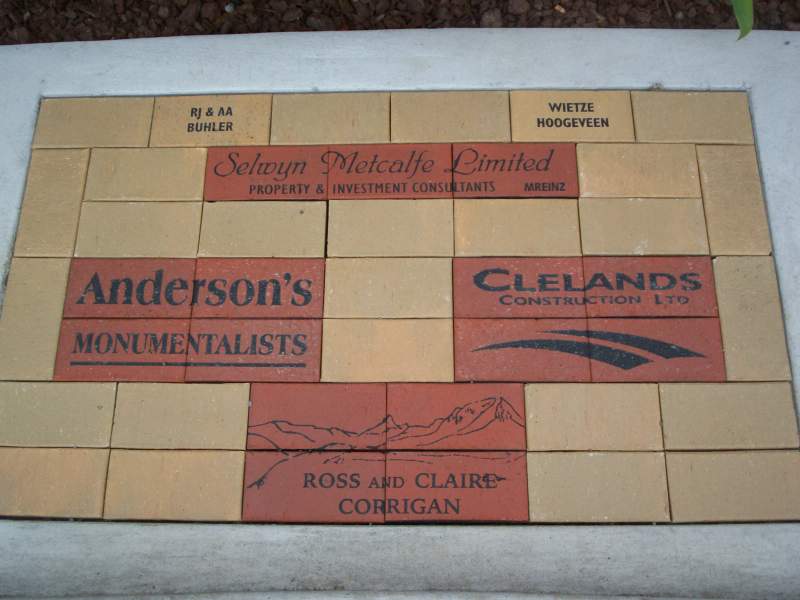 RJ & AA
BUHLER
WIETZE
HOOGEVEEN
Selwyn Metcalfe Limited
PROPERTY & INVESTMENT CONSULTANTS MREINZ
Anderson's
MONUMENTALISTS
CLELANDS
CONSTRUCTION LTD
ROSS AND CLAIRE
CORRIGAN